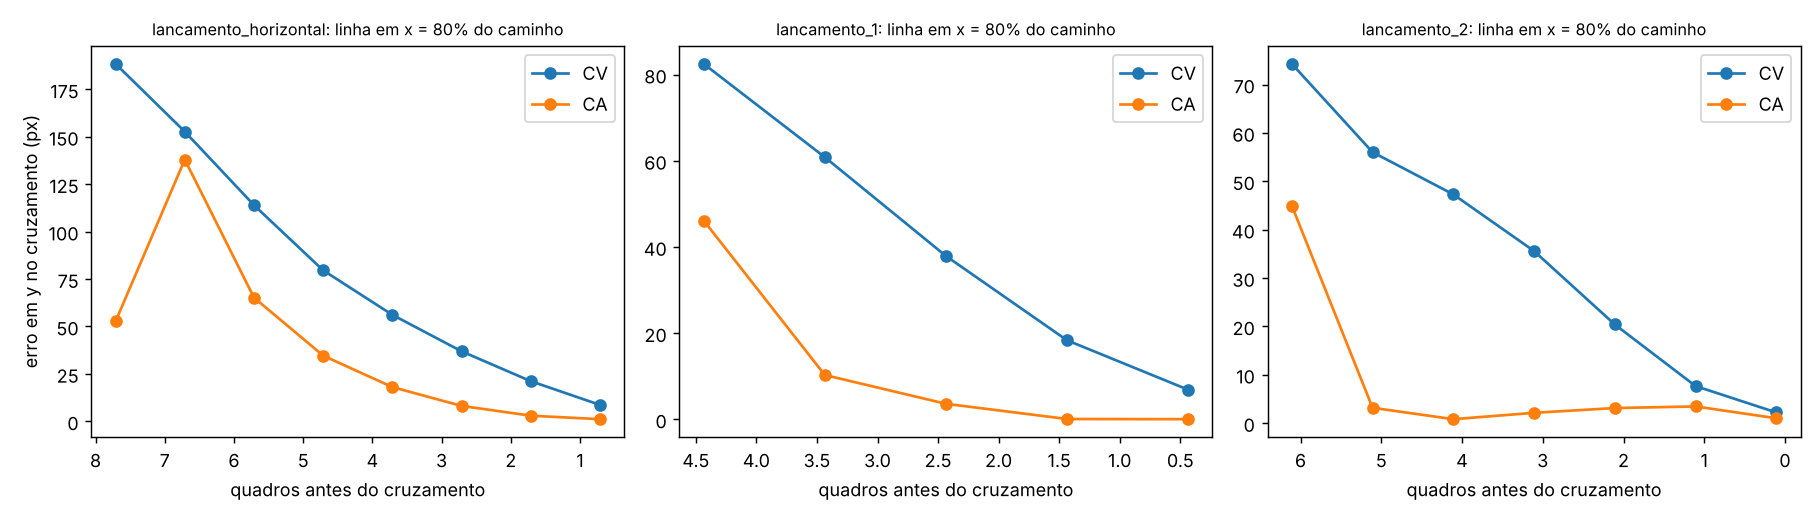 lancamento_horizontal: linha em x = 80% do caminho
erro em y no cruzamento (px)
175
150
125
100
75
50
25
0
8 7 6 5 4 3 2 1
quadros antes do cruzamento
CV
CA
lancamento_1: linha em x = 80% do caminho
80
60
40
20
0
4.5 4.0 3.5 3.0 2.5 2.0 1.5 1.0 0.5
quadros antes do cruzamento
CV
CA
lancamento_2: linha em x = 80% do caminho
70
60
50
40
30
20
10
0
6 5 4 3 2 1 0
quadros antes do cruzamento
CV
CA